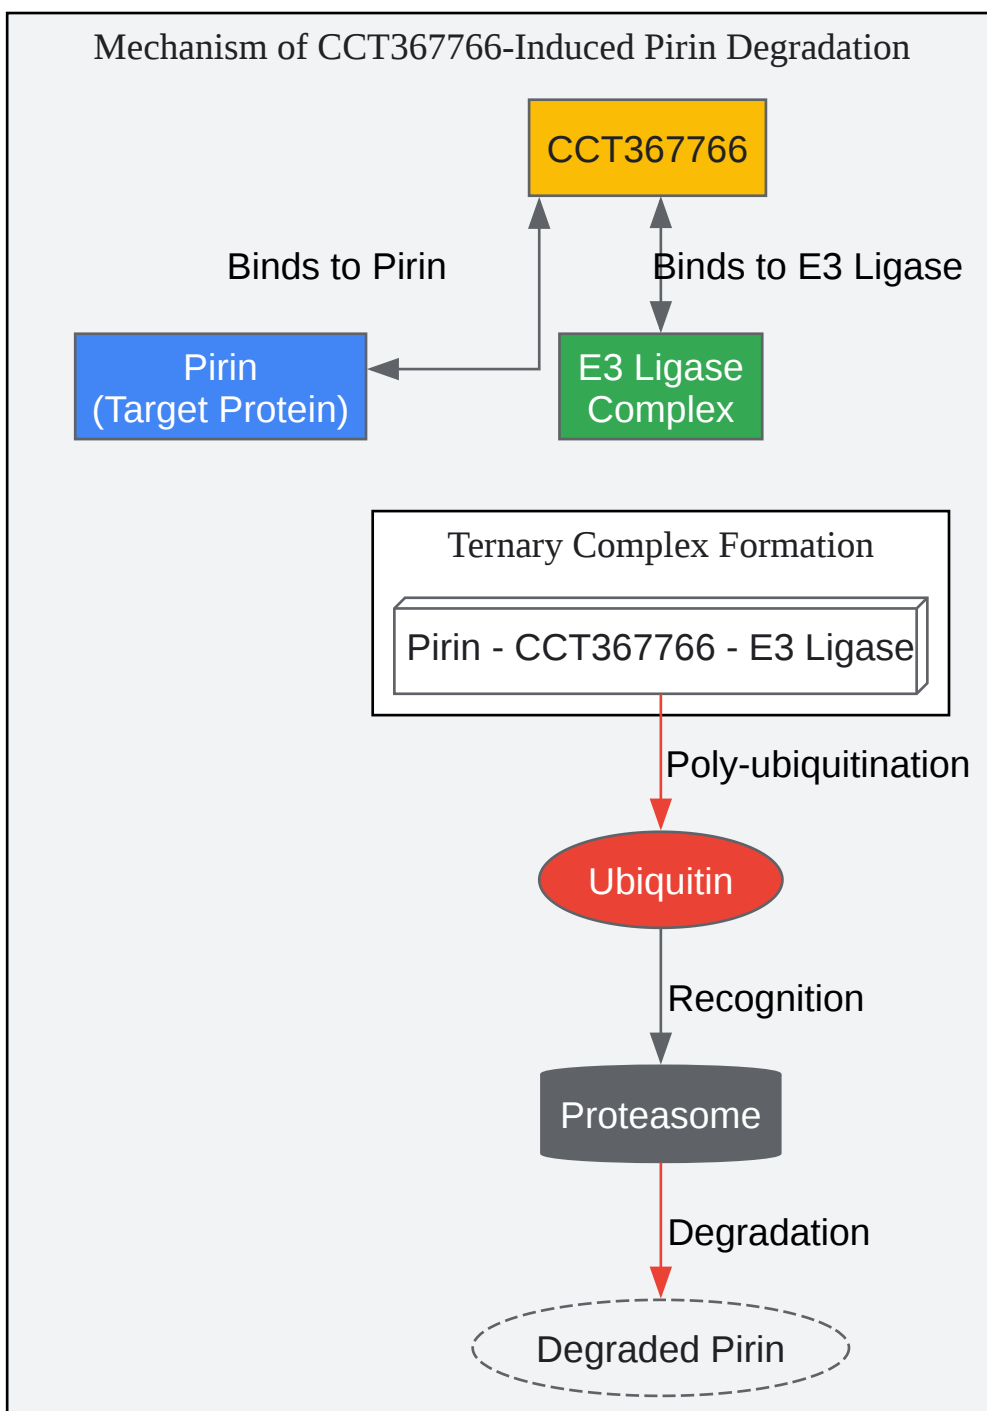 Mechanism of CCT367766-Induced Pirin Degradation
CCT367766
Binds to Pirin
Binds to E3 Ligase
Pirin
(Target Protein)
E3 Ligase
Complex
Ternary Complex Formation
Pirin - CCT367766 - E3 Ligase
Poly-ubiquitination
Ubiquitin
Recognition
Proteasome
Degradation
Degraded Pirin